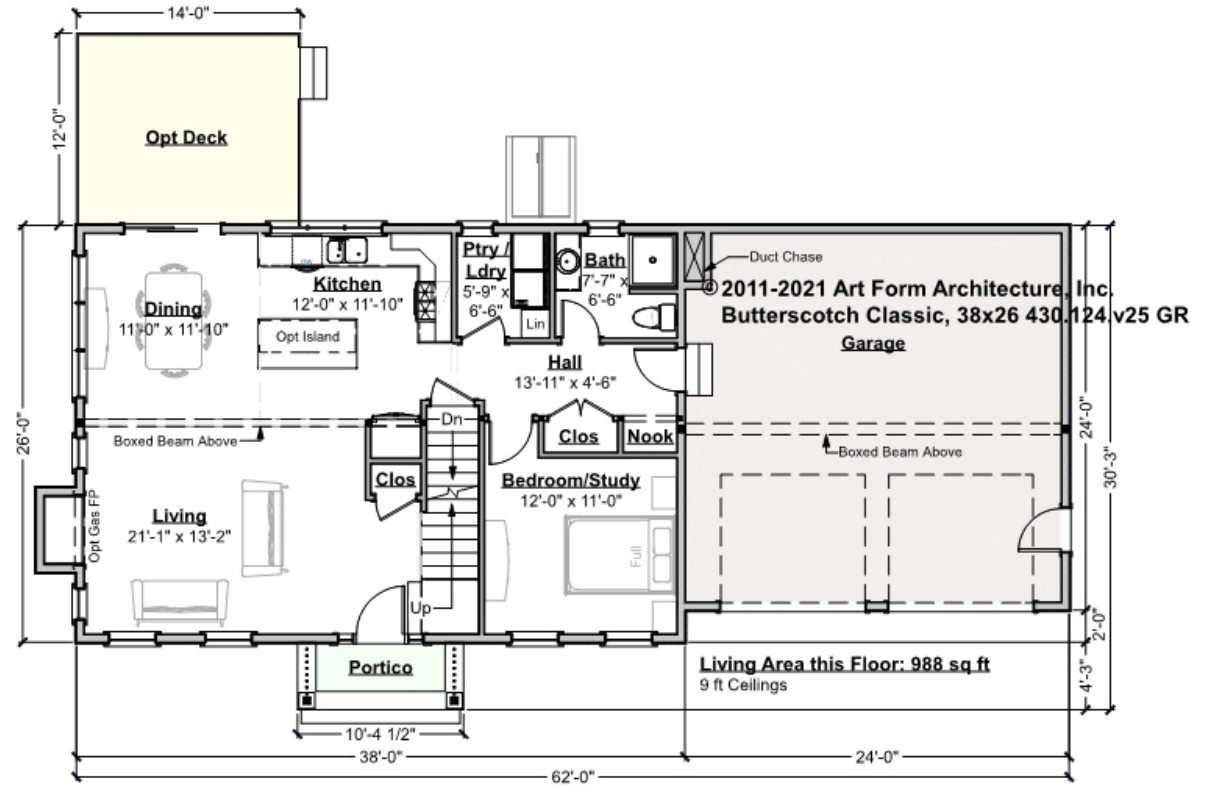 14'-0"
12'-0"
Opt Deck
Ptry /
Ldry
5'-9" x
6'-6"
Lin
Bath
7'-7" x
6'-6"
Duct Chase
© 2011-2021 Art Form Architecture, Inc.
Butterscotch Classic, 38x26 430.124.v25 GR
Garage
DW
Kitchen
12'-0" x 11'-10"
Dining
11'-0" x 11'-10"
Opt Island
Hall
13'-11" x 4'-6"
Dn
Clos
Nook
Boxed Beam Above
Boxed Beam Above
26'-0"
24'-0"
30'-3"
Clos
Bedroom/Study
12'-0" x 11'-0"
Opt Gas FP
Living
21'-1" x 13'-2"
Full
Up
2'-0"
Portico
Living Area this Floor: 988 sq ft
9 ft Ceilings
4'-3"
10'-4 1/2"
38'-0"
24'-0"
62'-0"